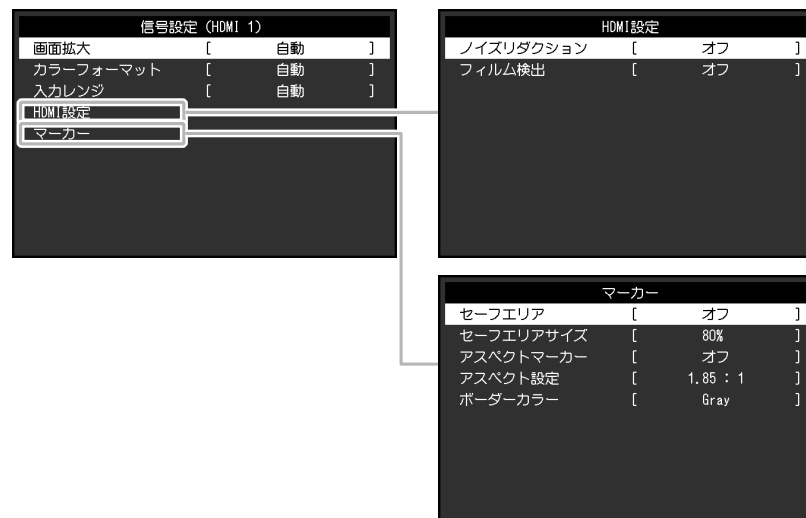 信号設定 (HDMI 1)
画面拡大 [ 自動 ]
カラーフォーマット [ 自動 ]
入力レンジ [ 自動 ]
HDMI設定
マーカー
HDMI設定
ノイズリダクション [ オフ ]
フィルム検出 [ オフ ]
マーカー
セーフエリア [ オフ ]
セーフエリアサイズ [ 80% ]
アスペクトマーカー [ オフ ]
アスペクト設定 [ 1.85 : 1 ]
ボーダーカラー [ Gray ]